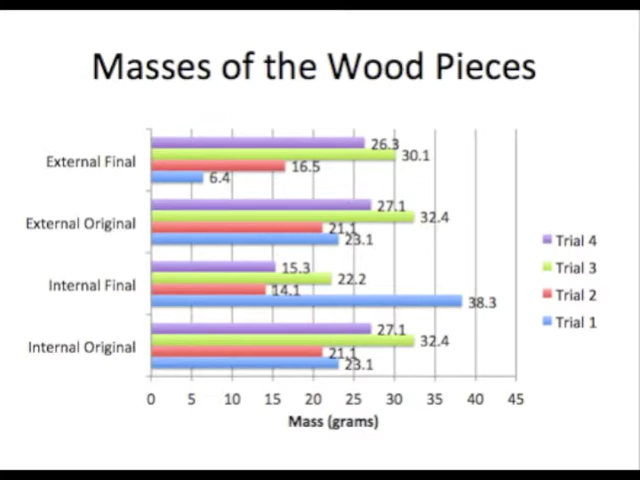 Masses of the Wood Pieces
External Final
26.3
30.1
16.5
6.4
External Original
27.1
32.4
21.1
23.1
Internal Final
15.3
22.2
14.1
38.3
Internal Original
27.1
32.4
21.1
23.1
Trial 4
Trial 3
Trial 2
Trial 1
0 5 10 15 20 25 30 35 40 45
Mass (grams)